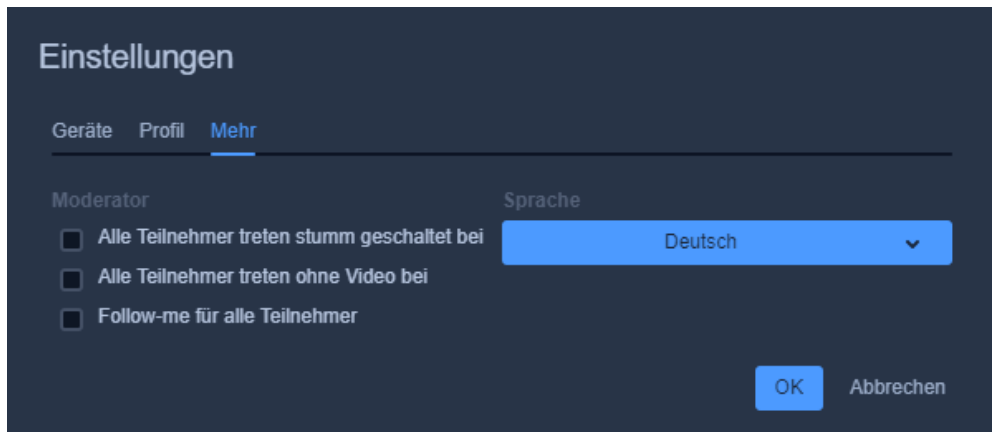 Einstellungen
Geräte Profil Mehr
Moderator
Alle Teilnehmer treten stumm geschaltet bei
Alle Teilnehmer treten ohne Video bei
Follow-me für alle Teilnehmer
Sprache
Deutsch
OK Abbrechen